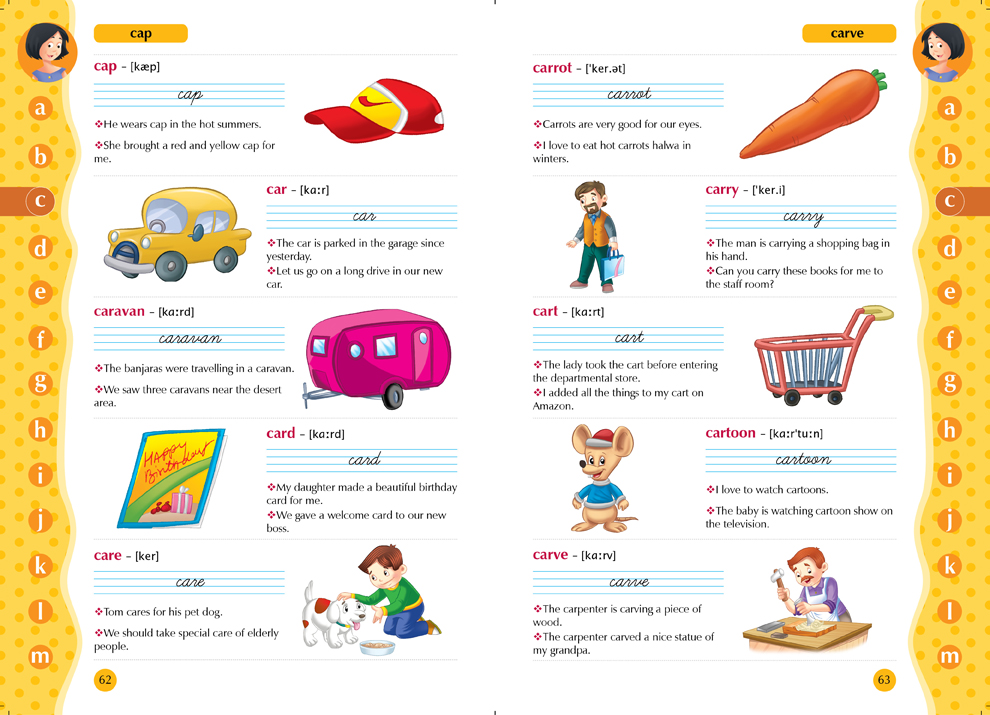 cap
cap – [kæp]
cap
❖He wears cap in the hot summers.
❖She brought a red and yellow cap for
me.
car – [kɑːr]
car
❖The car is parked in the garage since
yesterday.
❖Let us go on a long drive in our new
car.
caravan – [kɑːrd]
caravan
❖The banjaras were travelling in a caravan.
❖We saw three caravans near the desert
area.
card – [kɑːrd]
card
❖My daughter made a beautiful birthday
card for me.
❖We gave a welcome card to our new
boss.
HAPPY
Birthday
care – [ker]
care
❖Tom cares for his pet dog.
❖We should take special care of elderly
people.
62
a
b
c
d
e
f
g
h
i
j
k
l
m
carve
carrot – [ˈker.ət]
carrot
❖Carrots are very good for our eyes.
❖I love to eat hot carrots halwa in
winters.
carry – [ˈker.i]
carry
❖The man is carrying a shopping bag in
his hand.
❖Can you carry these books for me to
the staff room?
cart – [kɑːrt]
cart
❖The lady took the cart before entering
the departmental store.
❖I added all the things to my cart on
Amazon.
cartoon – [kɑːrˈtuːn]
cartoon
❖I love to watch cartoons.
❖The baby is watching cartoon show on
the television.
carve – [kɑːrv]
carve
❖The carpenter is carving a piece of
wood.
❖The carpenter carved a nice statue of
my grandpa.
63
a
b
c
d
e
f
g
h
i
j
k
l
m